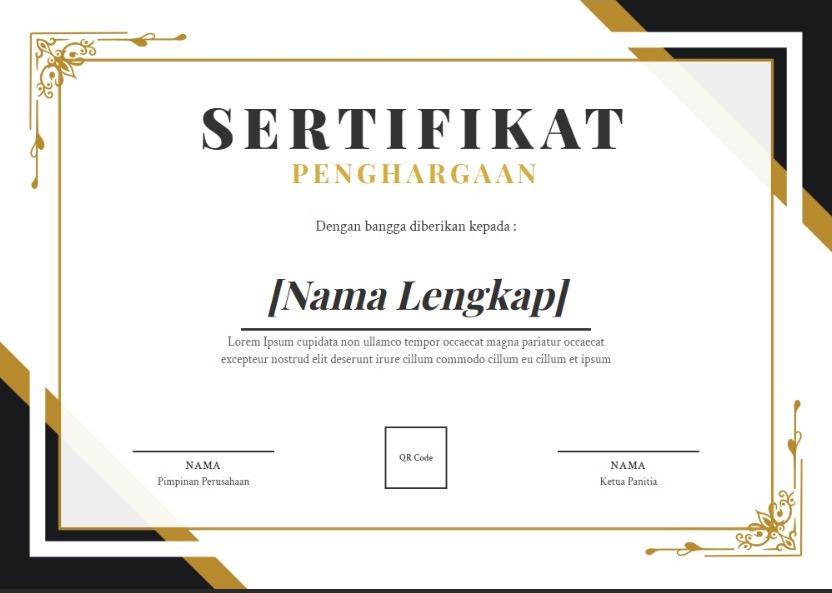 SERTIFIKAT
PENGHARGAAN
Dengan bangga diberikan kepada :
[Nama Lengkap]
Lorem Ipsum cupidata non ullamco tempor occaecat magna pariatur occaecat
excepteur nostrud elit deserunt irure cillum commodo cillum eu cillum et ipsum
NAMA
Pimpinan Perusahaan
QR Code
NAMA
Ketua Panitia